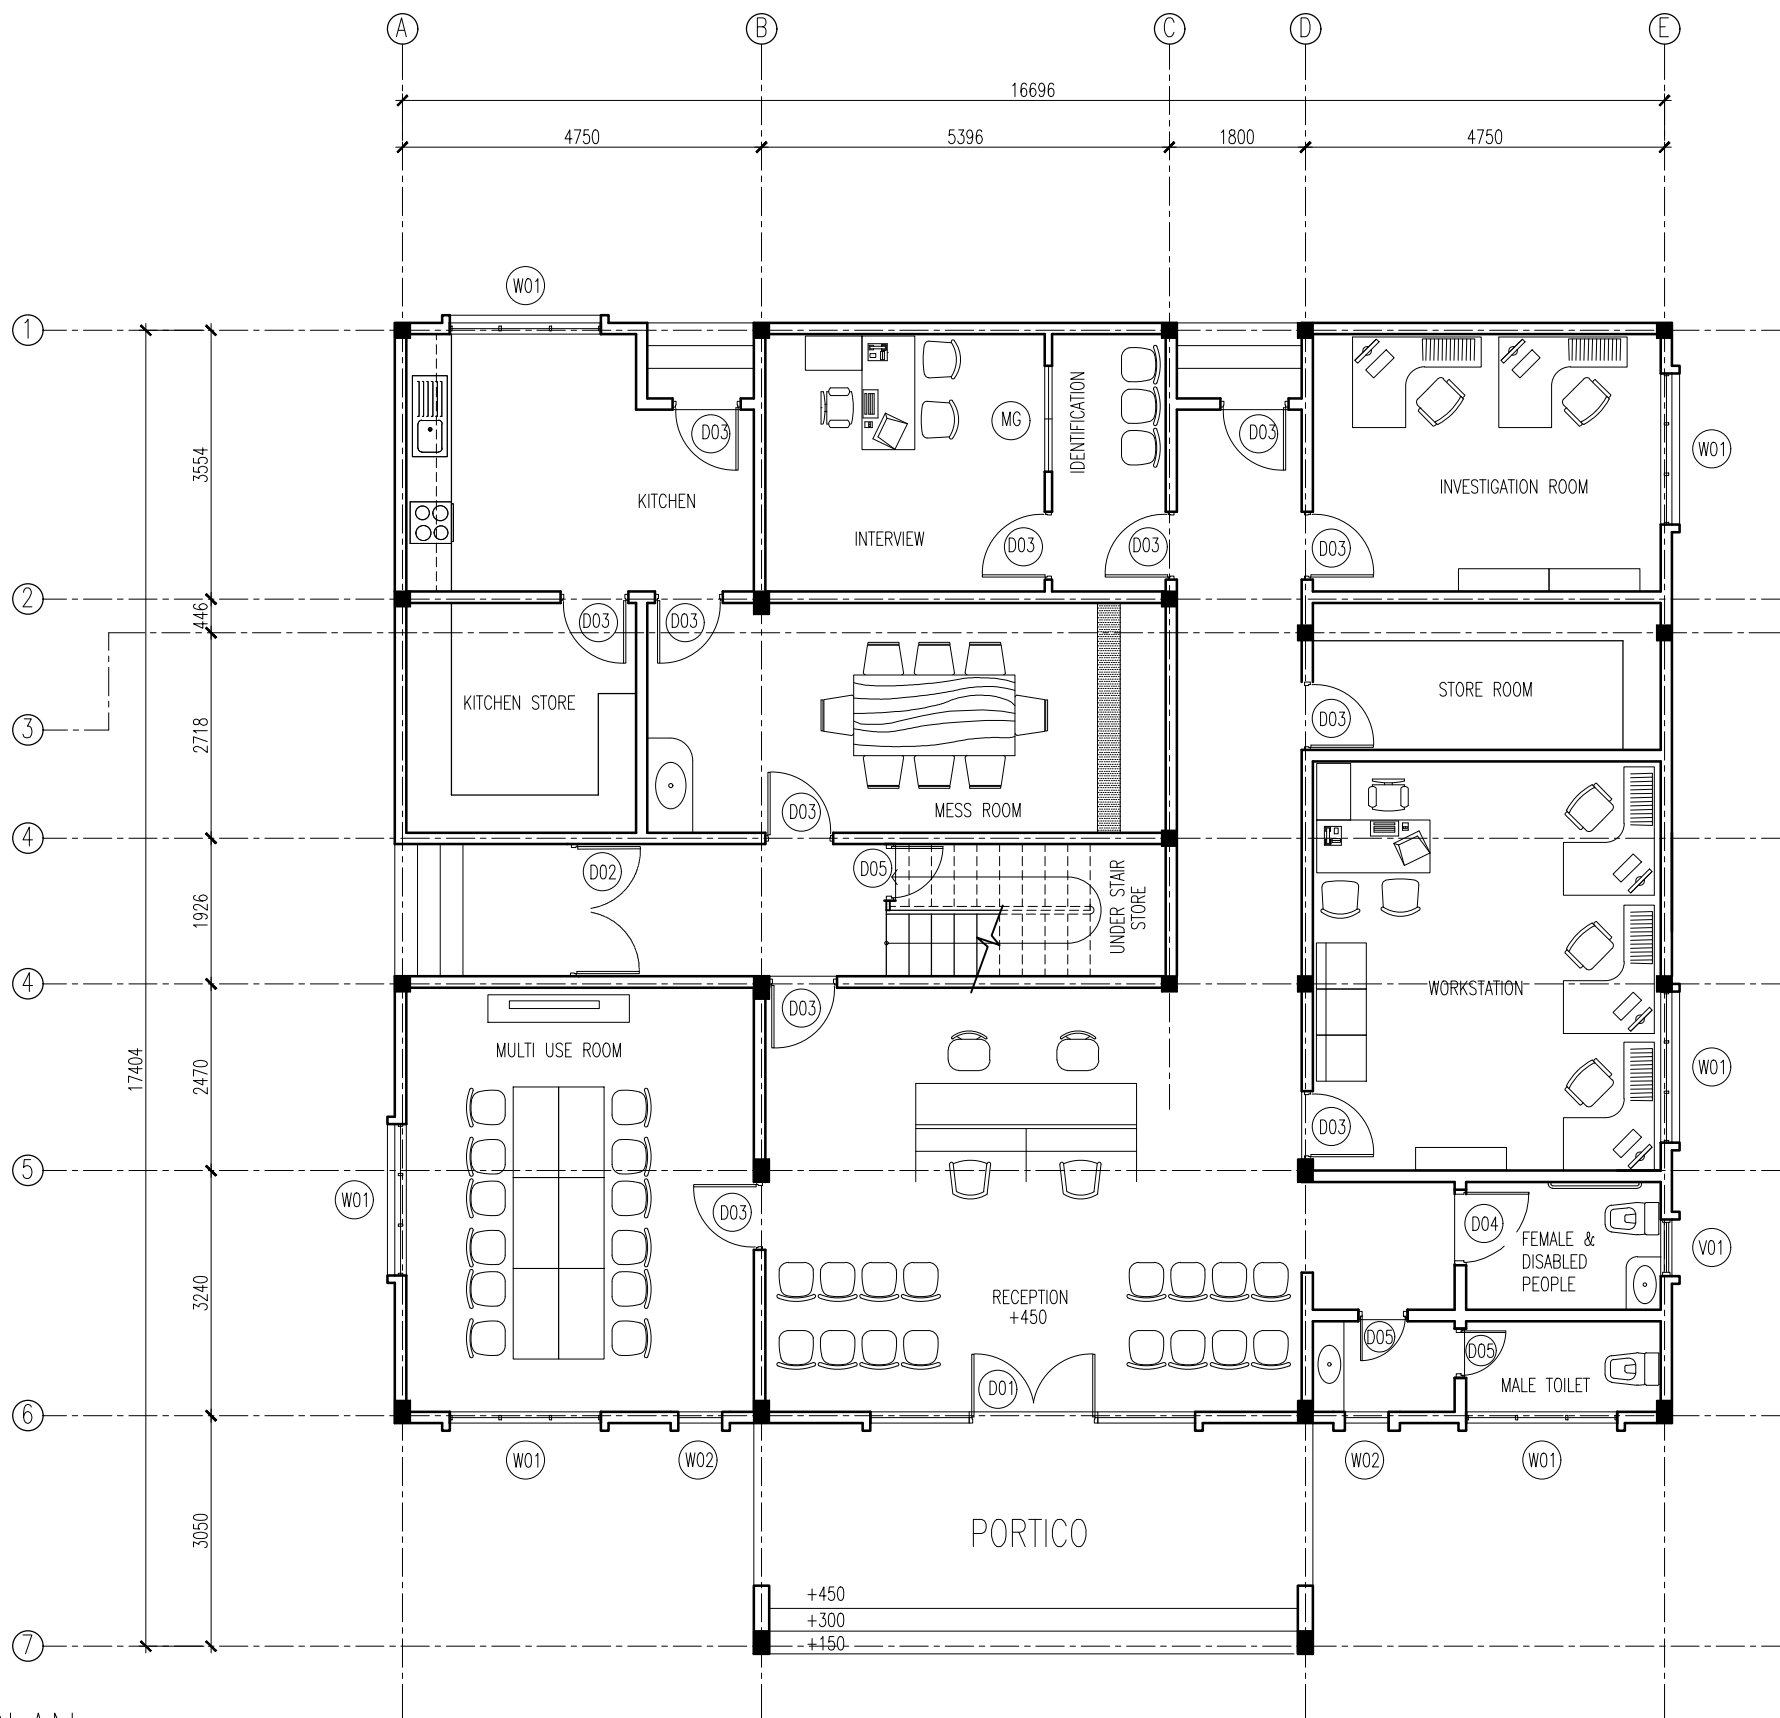 A B C D E
16696
4750 5396 1800 4750
W01
1
MG
IDENTIFICATION
D03
D03
W01
3554
KITCHEN
INVESTIGATION ROOM
INTERVIEW
D03
D03
D03
2
446
D03
D03
KITCHEN STORE
STORE ROOM
D03
3
2718
MESS ROOM
D03
4
D02
D05
UNDER STAIR
STORE
1926
4
WORKSTATION
D03
MULTI USE ROOM
17404
2470
W01
D03
5
W01
D03
D04
FEMALE &
DISABLED
PEOPLE
V01
3240
RECEPTION
+450
D05
D05
MALE TOILET
D01
6
W01
W02
W02
W01
3050
PORTICO
+450
+300
+150
7